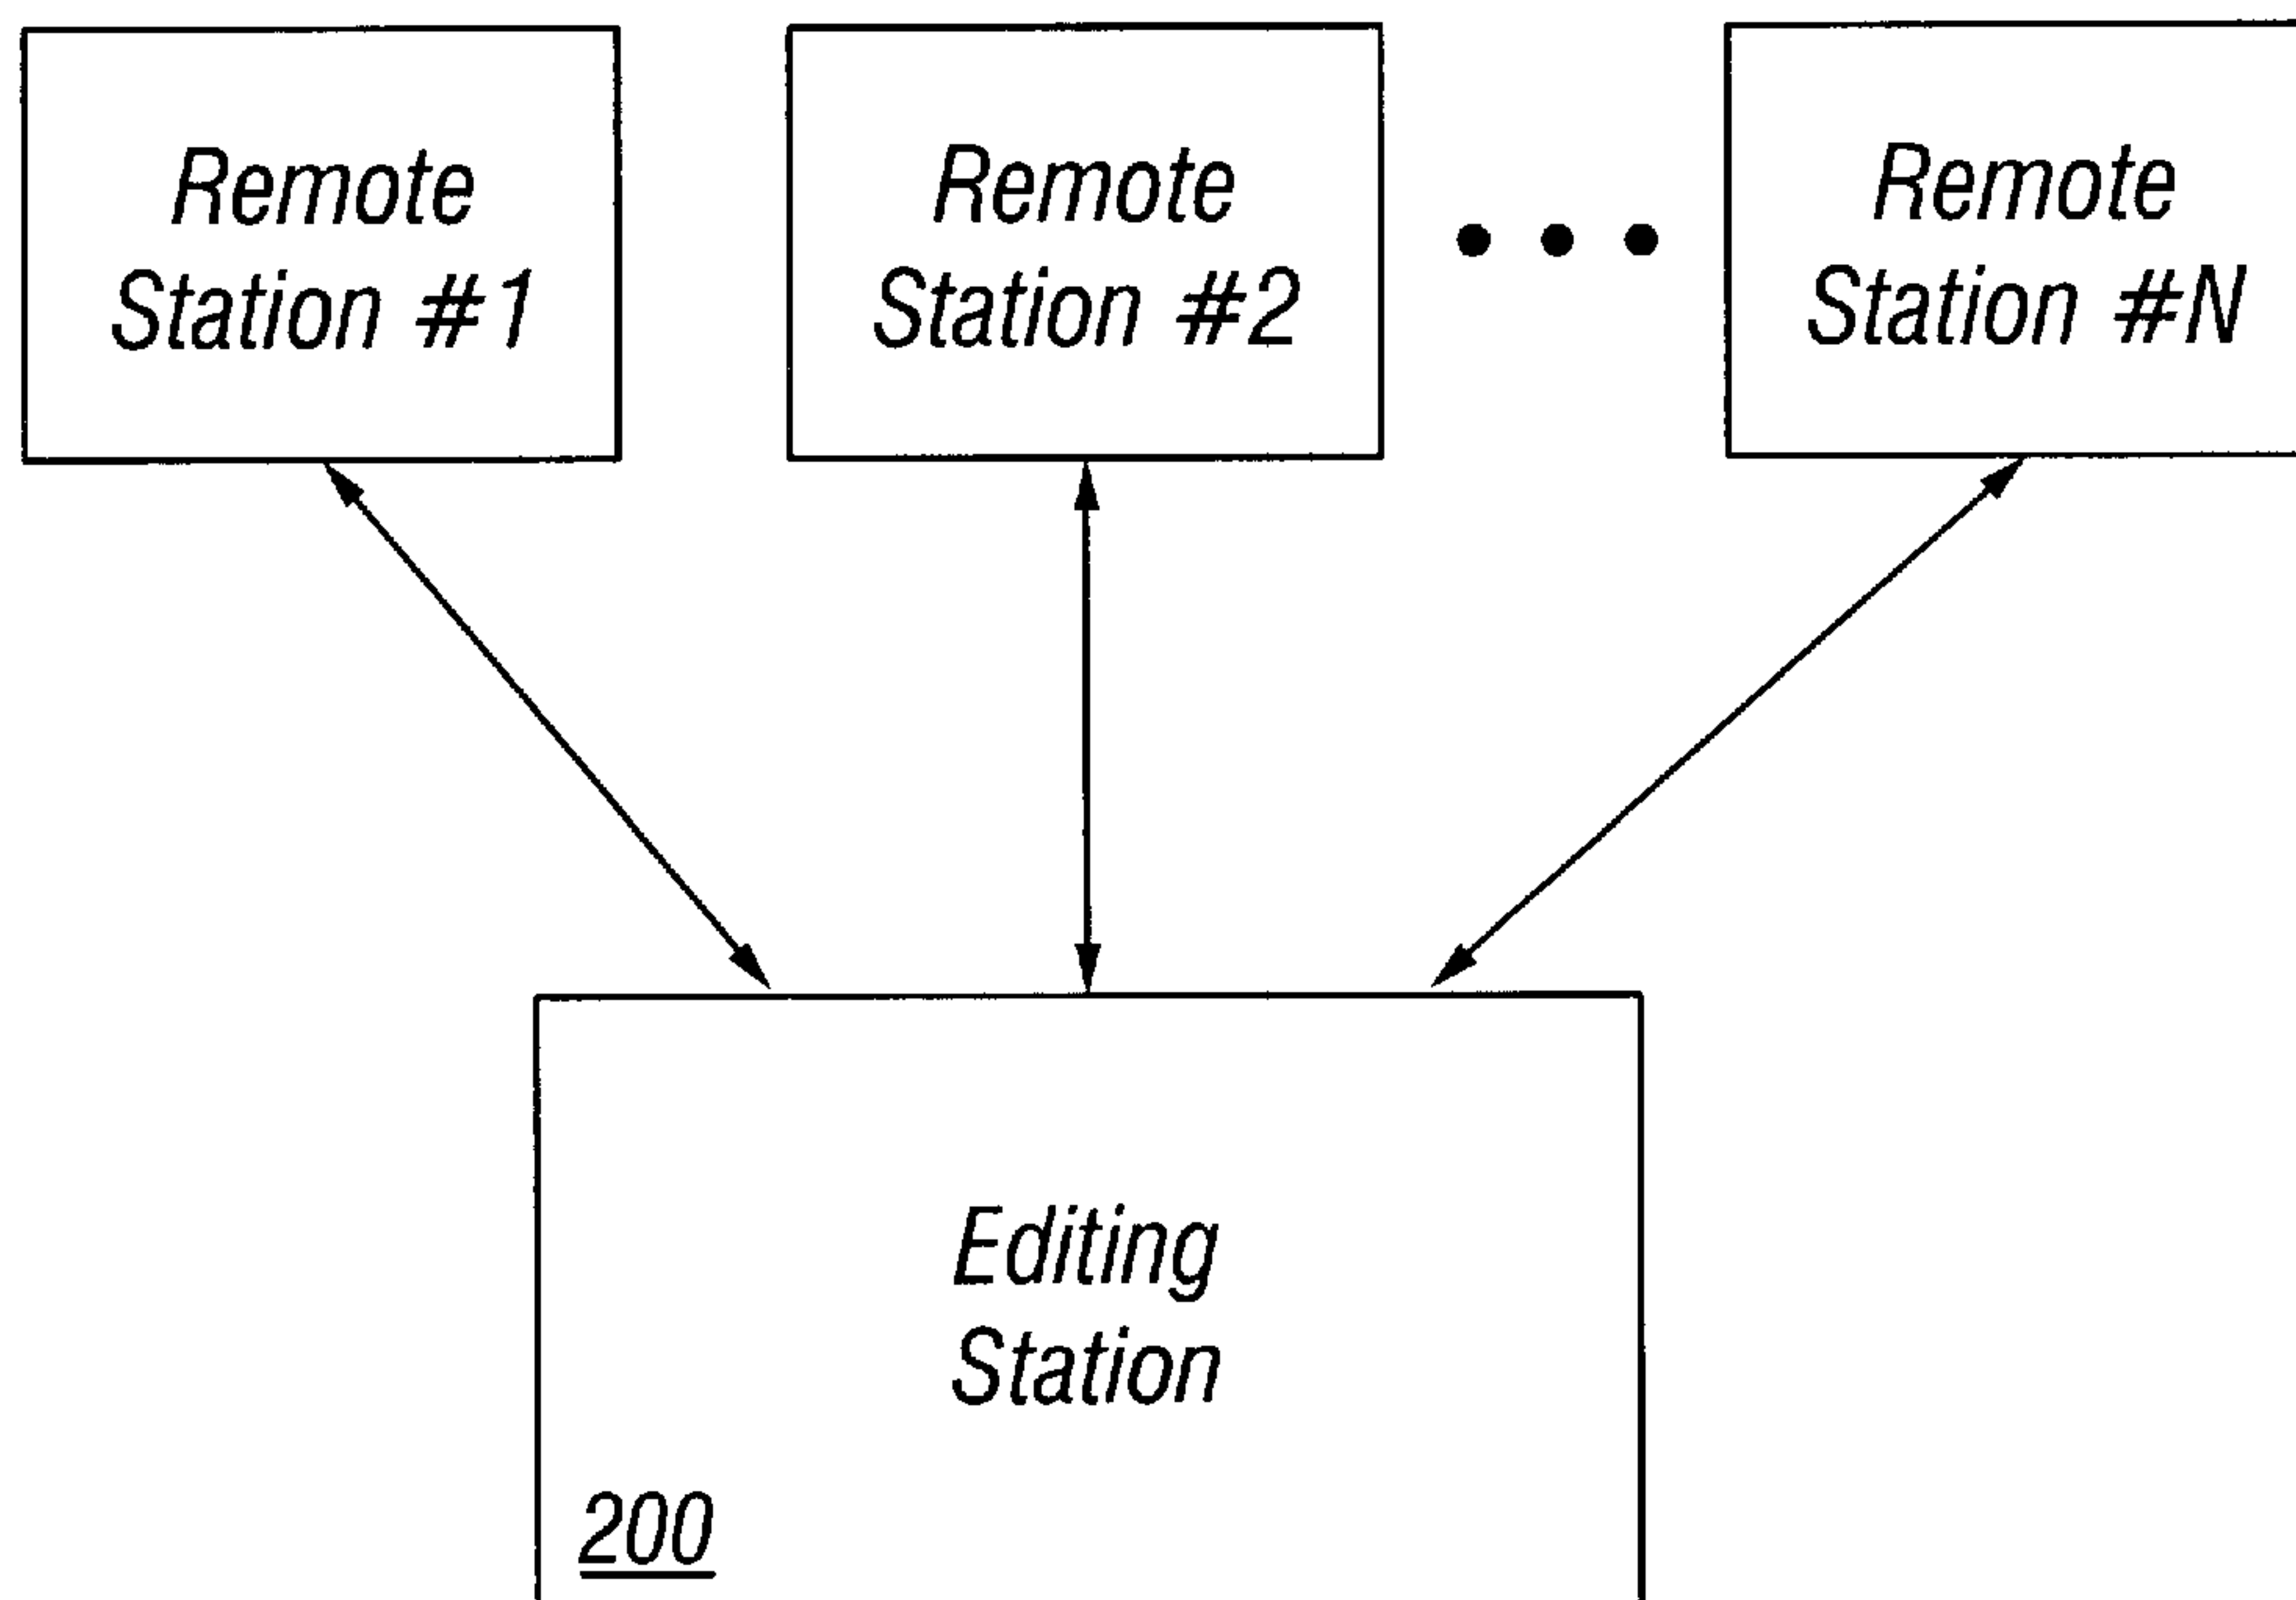 Remote
Station #1
Remote
Station #2
Remote
Station #N
Editing
Station
200